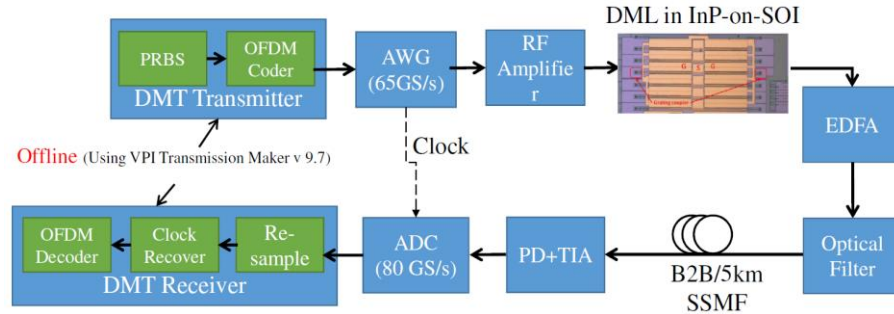 DML in InP-on-SOI
PRBS
OFDM
Coder
DMT Transmitter
AWG
(65GS/s)
RF
Amplifie
r
G S G
Grating coupler
EDFA
Offline (Using VPI Transmission Maker v 9.7)
Clock
OFDM
Decoder
Clock
Recover
Re-
sample
DMT Receiver
ADC
(80 GS/s)
PD+TIA
B2B/5km
SSMF
Optical
Filter